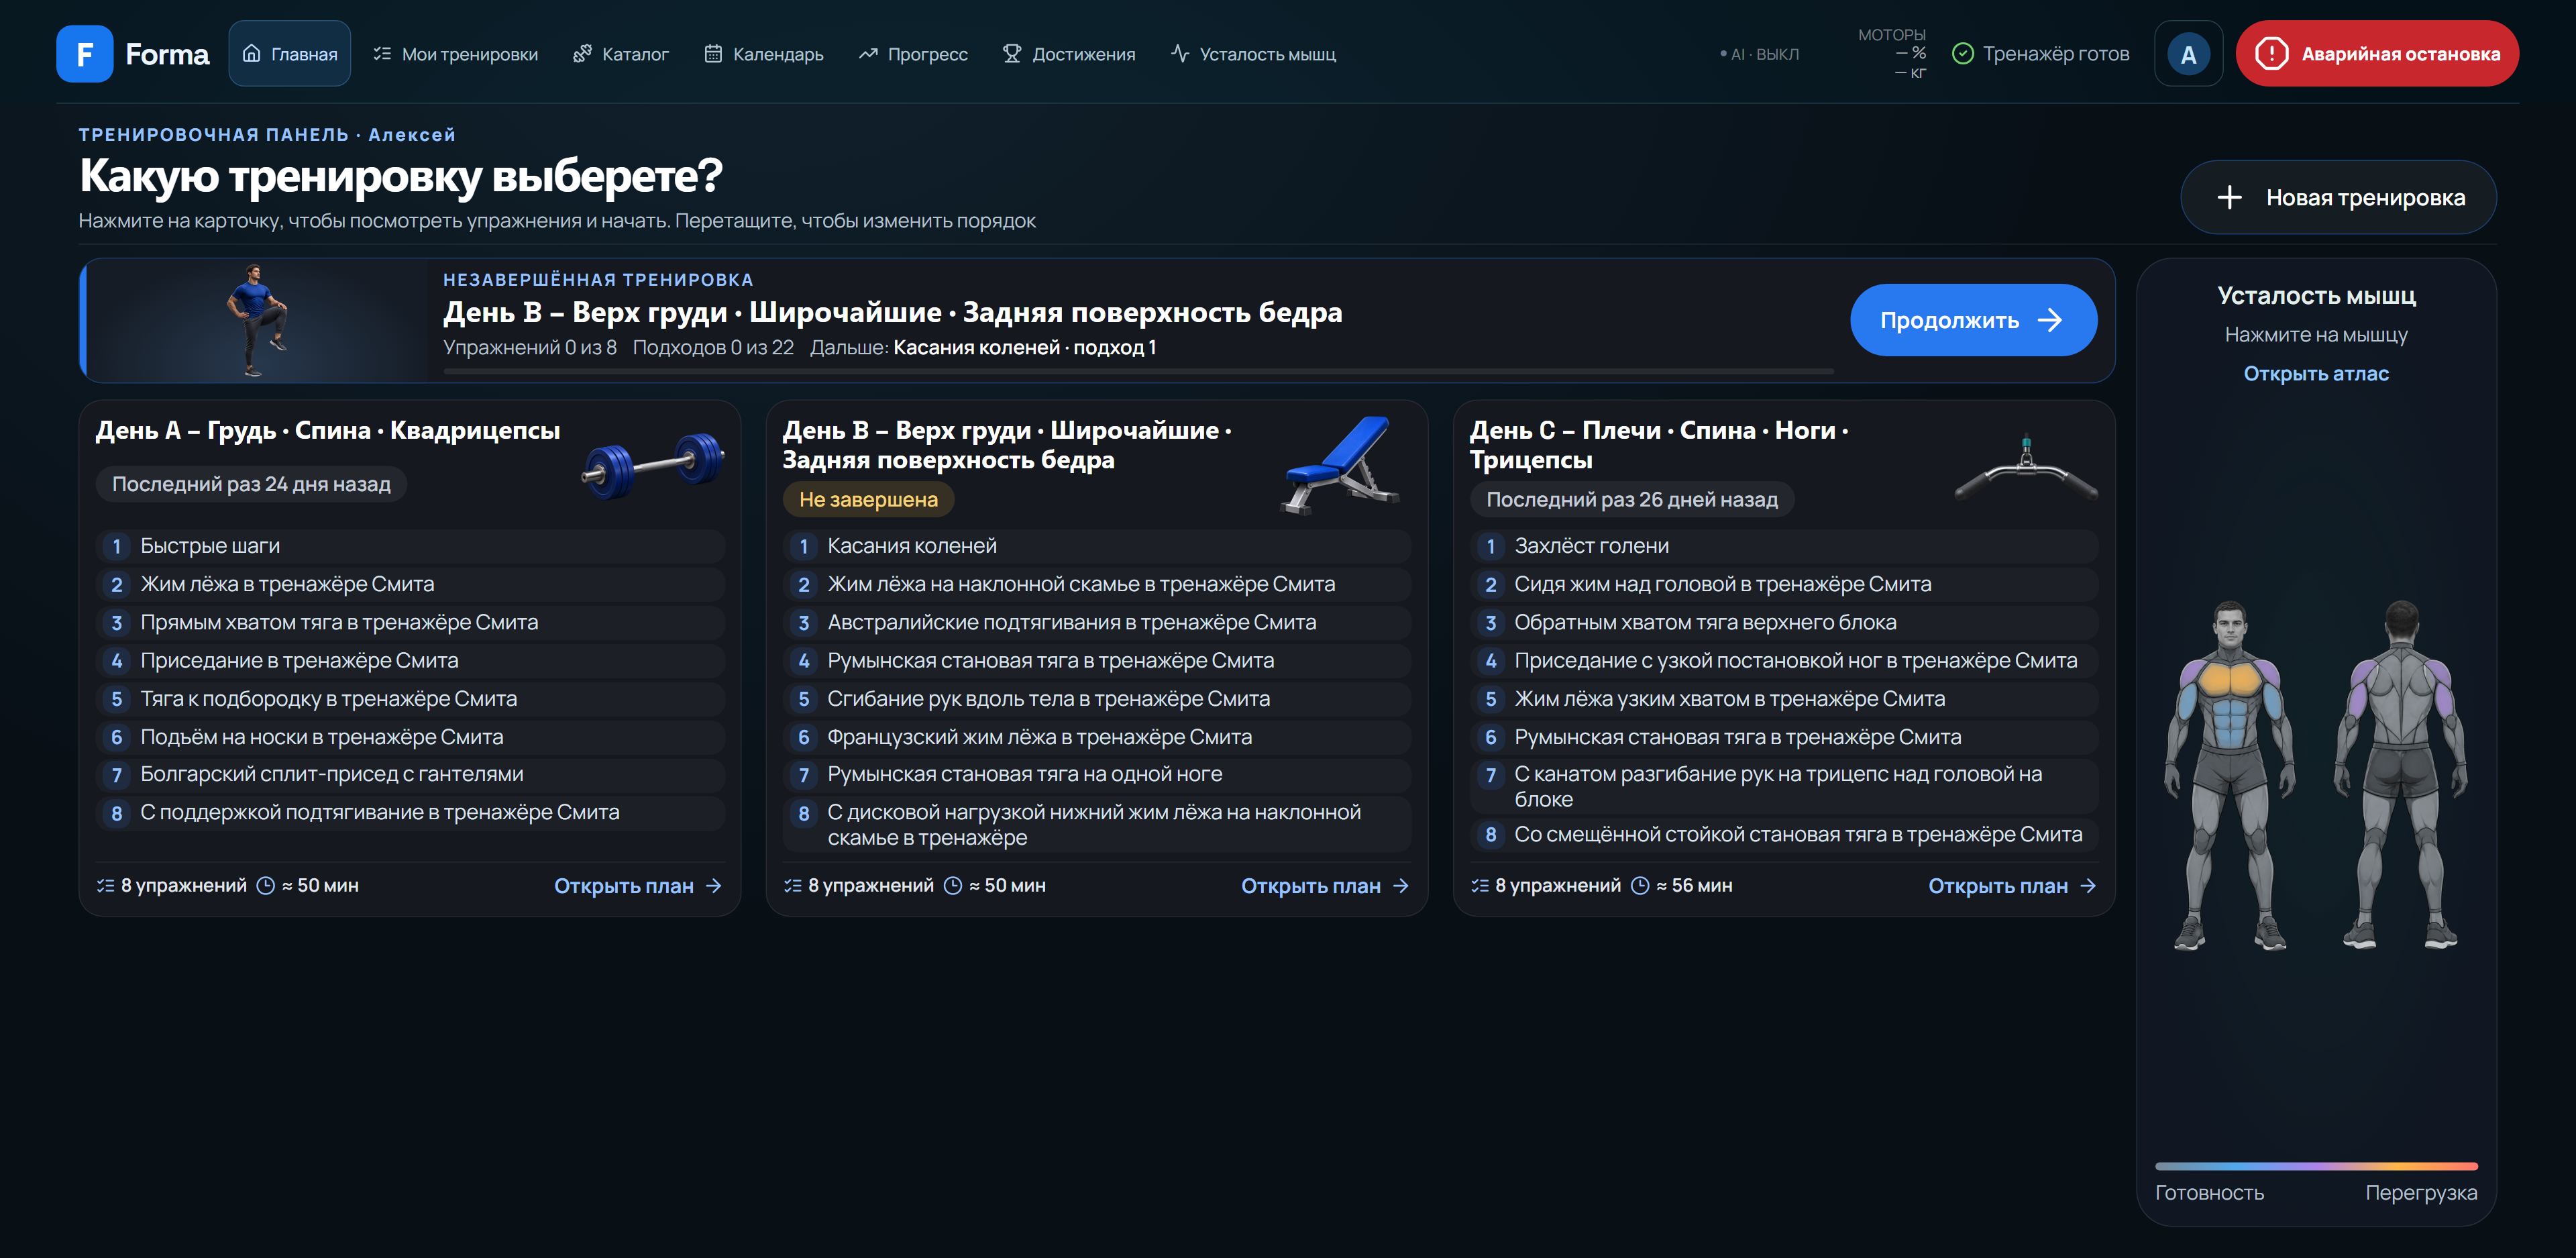 F Forma
Главная
Мои тренировки
Каталог
Календарь
Прогресс
Достижения
Усталость мышц
AI · ВЫКЛ
МОТОРЫ
— %
— кг
Тренажёр готов
A
Аварийная остановка
ТРЕНИРОВОЧНАЯ ПАНЕЛЬ · Алексей
Какую тренировку выберете?
Нажмите на карточку, чтобы посмотреть упражнения и начать. Перетащите, чтобы изменить порядок
Новая тренировка
НЕЗАВЕРШЁННАЯ ТРЕНИРОВКА
День B – Верх груди · Широчайшие · Задняя поверхность бедра
Упражнений 0 из 8 Подходов 0 из 22 Дальше: Касания коленей · подход 1
Продолжить
День A – Грудь · Спина · Квадрицепсы
Последний раз 24 дня назад
1 Быстрые шаги
2 Жим лёжа в тренажёре Смита
3 Прямым хватом тяга в тренажёре Смита
4 Приседание в тренажёре Смита
5 Тяга к подбородку в тренажёре Смита
6 Подъём на носки в тренажёре Смита
7 Болгарский сплит-присед с гантелями
8 С поддержкой подтягивание в тренажёре Смита
8 упражнений ≈ 50 мин
Открыть план
День B – Верх груди · Широчайшие ·
Задняя поверхность бедра
Не завершена
1 Касания коленей
2 Жим лёжа на наклонной скамье в тренажёре Смита
3 Австралийские подтягивания в тренажёре Смита
4 Румынская становая тяга в тренажёре Смита
5 Сгибание рук вдоль тела в тренажёре Смита
6 Французский жим лёжа в тренажёре Смита
7 Румынская становая тяга на одной ноге
8 С дисковой нагрузкой нижний жим лёжа на наклонной
скамье в тренажёре
8 упражнений ≈ 50 мин
Открыть план
День C – Плечи · Спина · Ноги ·
Трицепсы
Последний раз 26 дней назад
1 Захлёст голени
2 Сидя жим над головой в тренажёре Смита
3 Обратным хватом тяга верхнего блока
4 Приседание с узкой постановкой ног в тренажёре Смита
5 Жим лёжа узким хватом в тренажёре Смита
6 Румынская становая тяга в тренажёре Смита
7 С канатом разгибание рук на трицепс над головой на
блоке
8 Со смещённой стойкой становая тяга в тренажёре Смита
8 упражнений ≈ 56 мин
Открыть план
Усталость мышц
Нажмите на мышцу
Открыть атлас
Готовность
Перегрузка